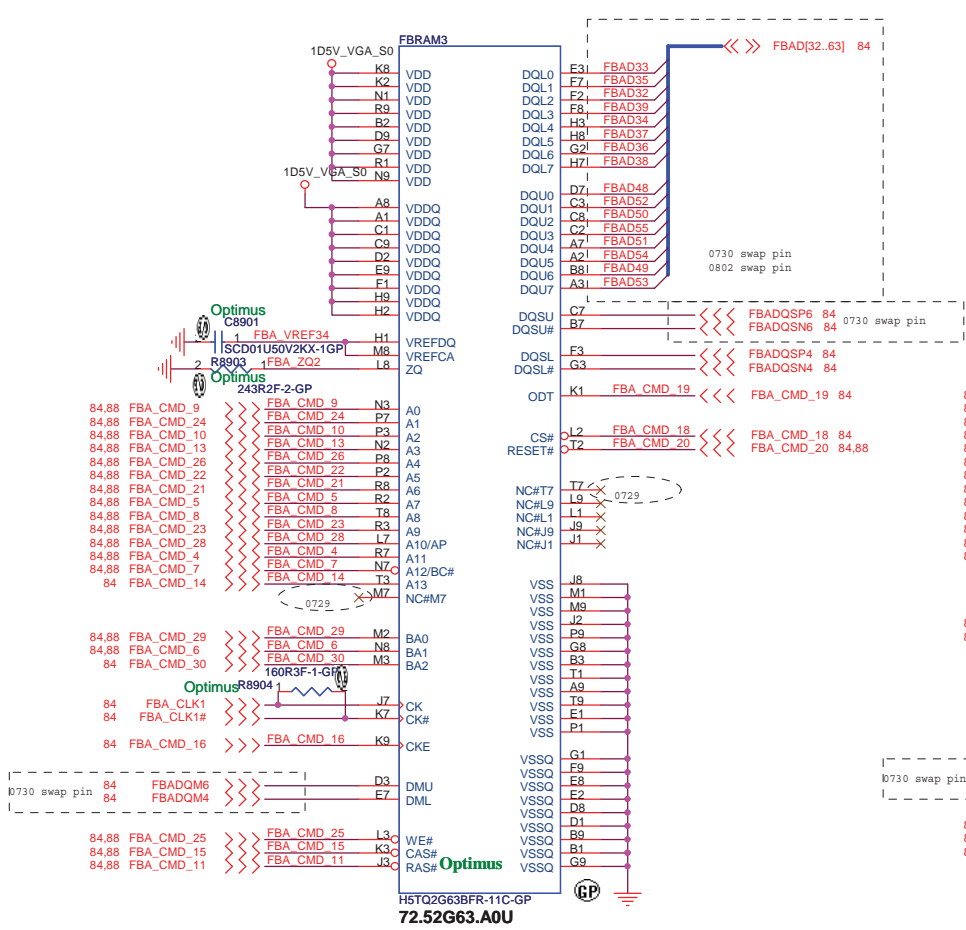 FBRAM3
1D5V_VGA_S0
FBAD[32..63] 84
K8 VDD DQL0 E3 FBAD33
K2 VDD DQL1 F7 FBAD35
N1 VDD DQL2 F2 FBAD32
R9 VDD DQL3 F8 FBAD39
B2 VDD DQL4 H3 FBAD34
D9 VDD DQL5 H8 FBAD37
G7 VDD DQL6 G2 FBAD36
R1 VDD DQL7 H7 FBAD38
N9 VDD
1D5V_VGA_S0
DQU0 D7 FBAD48
A8 VDDQ DQU1 C3 FBAD52
A1 VDDQ DQU2 C8 FBAD50
C1 VDDQ DQU3 C2 FBAD55
C9 VDDQ DQU4 A7 FBAD51
D2 VDDQ DQU5 A2 FBAD54
E9 VDDQ DQU6 B8 FBAD49
F1 VDDQ DQU7 A3 FBAD53
H9 VDDQ
H2 VDDQ
0730 swap pin
0802 swap pin
DQSU C7 FBADQSP6 84
DQSU# B7 FBADQSN6 84
0730 swap pin
Optimus
C8901
1 FBA_VREF34 H1 VREFDQ
SCD01U50V2KX-1GP M8 VREFCA
DQSL F3 FBADQSP4 84
DQSL# G3 FBADQSN4 84
R8903
2 1 FBA_ZQ2 L8 ZQ
Optimus
243R2F-2-GP
ODT K1 FBA_CMD_19 FBA_CMD_19 84
CS# L2 FBA_CMD_18 FBA_CMD_18 84
RESET# T2 FBA_CMD_20 FBA_CMD_20 84,88
84,88 FBA_CMD_9 FBA_CMD_9 N3 A0
84,88 FBA_CMD_24 FBA_CMD_24 P7 A1
84,88 FBA_CMD_10 FBA_CMD_10 P3 A2
84,88 FBA_CMD_13 FBA_CMD_13 N2 A3
84,88 FBA_CMD_26 FBA_CMD_26 P8 A4
84,88 FBA_CMD_22 FBA_CMD_22 P2 A5
84,88 FBA_CMD_21 FBA_CMD_21 R8 A6
84,88 FBA_CMD_5 FBA_CMD_5 R2 A7
84,88 FBA_CMD_8 FBA_CMD_8 T8 A8
84,88 FBA_CMD_23 FBA_CMD_23 R3 A9
84,88 FBA_CMD_28 FBA_CMD_28 L7 A10/AP
84,88 FBA_CMD_4 FBA_CMD_4 R7 A11
84,88 FBA_CMD_7 FBA_CMD_7 N7 A12/BC#
84 FBA_CMD_14 FBA_CMD_14 T3 A13
0729 M7 NC#M7
NC#T7 T7 0729
NC#L9 L9
NC#L1 L1
NC#J9 J9
NC#J1 J1
VSS J8
VSS M1
VSS M9
VSS J2
VSS P9
VSS G8
VSS B3
VSS T1
VSS A9
VSS T9
VSS E1
VSS P1
84,88 FBA_CMD_29 FBA_CMD_29 M2 BA0
84,88 FBA_CMD_6 FBA_CMD_6 N8 BA1
84 FBA_CMD_30 FBA_CMD_30 M3 BA2
160R3F-1-GP
Optimus R8904 1
84 FBA_CLK1 J7 CK
84 FBA_CLK1# K7 CK#
84 FBA_CMD_16 FBA_CMD_16 K9 CKE
VSSQ G1
VSSQ F9
VSSQ E8
VSSQ E2
VSSQ D8
VSSQ D1
VSSQ B9
VSSQ B1
VSSQ G9
0730 swap pin
84 FBADQM6 D3 DMU
84 FBADQM4 E7 DML
0730 swap pin
84,88 FBA_CMD_25 FBA_CMD_25 L3 WE#
84,88 FBA_CMD_15 FBA_CMD_15 K3 CAS#
84,88 FBA_CMD_11 FBA_CMD_11 J3 RAS#
Optimus
GP
H5TQ2G63BFR-11C-GP
72.52G63.A0U